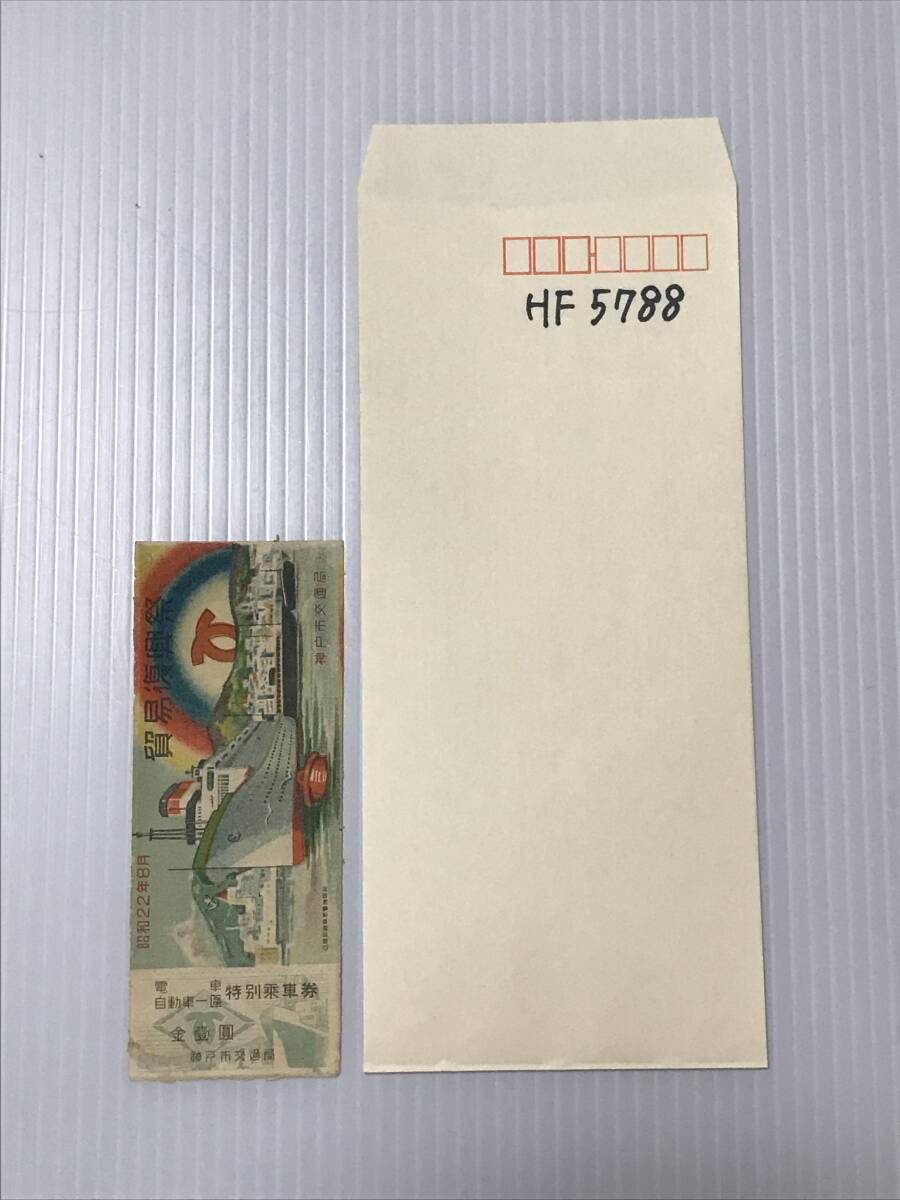 HF 5788
貿易復興祭
神戸市交通局
昭和22年8月
電車
自動車一区 特別乗車券
金壹圓
神戸市交通局